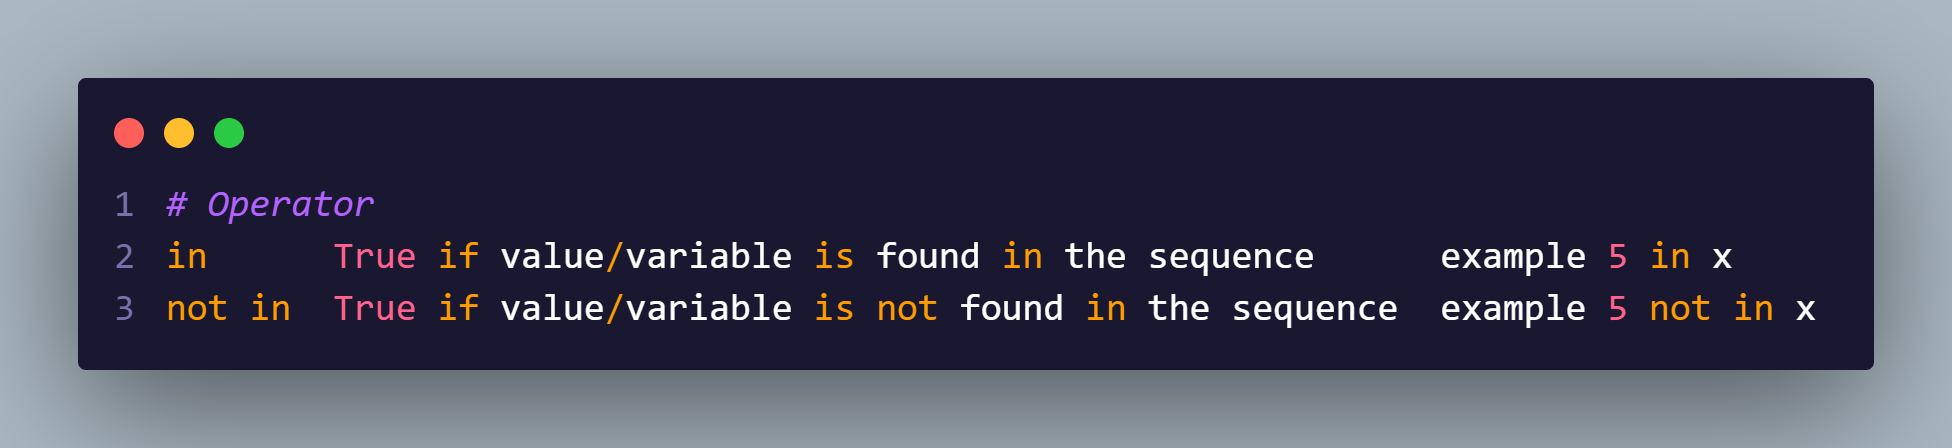 1 # Operator
2 in      True if value/variable is found in the sequence      example 5 in x
3 not in  True if value/variable is not found in the sequence  example 5 not in x